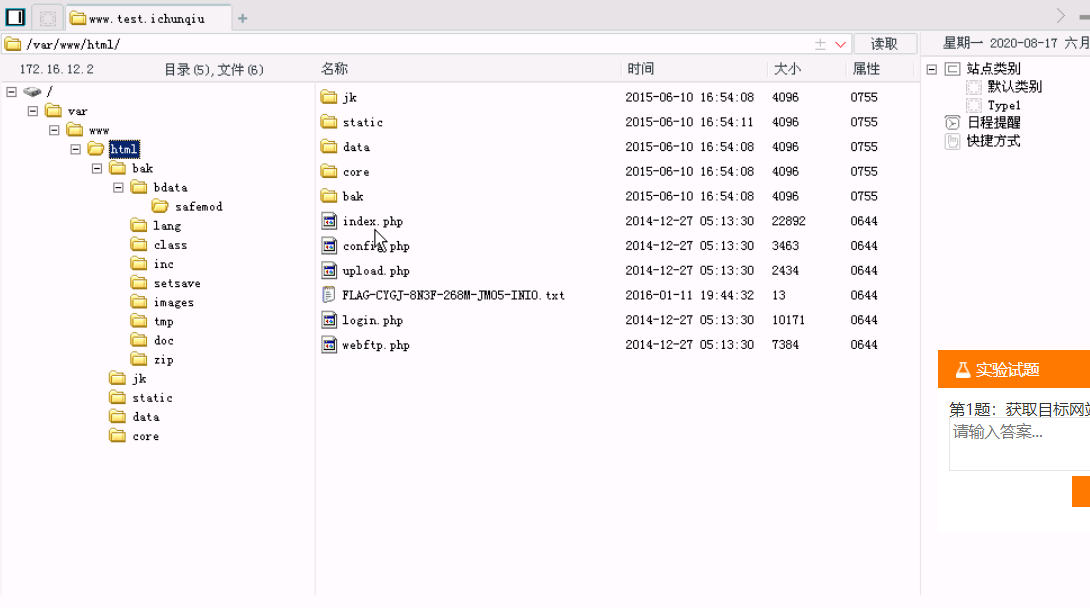 www.test.ichunqiu
/var/www/html/
读取
星期一 2020-08-17 六月
172.16.12.2
目录(5),文件(6)
名称 时间 大小 属性
/
var
www
html
bak
bdata
safemod
lang
class
inc
setsave
images
tmp
doc
zip
jk
static
data
core
jk 2015-06-10 16:54:08 4096 0755
static 2015-06-10 16:54:11 4096 0755
data 2015-06-10 16:54:08 4096 0755
core 2015-06-10 16:54:08 4096 0755
bak 2015-06-10 16:54:08 4096 0755
index.php 2014-12-27 05:13:30 22892 0644
config.php 2014-12-27 05:13:30 3463 0644
upload.php 2014-12-27 05:13:30 2434 0644
FLAG-CYGJ-8N3F-268M-JMO5-INIO.txt 2016-01-11 19:44:32 13 0644
login.php 2014-12-27 05:13:30 10171 0644
webftp.php 2014-12-27 05:13:30 7384 0644
站点类别
默认类别
Type1
日程提醒
快捷方式
实验试题
第1题：获取目标网站
请输入答案...